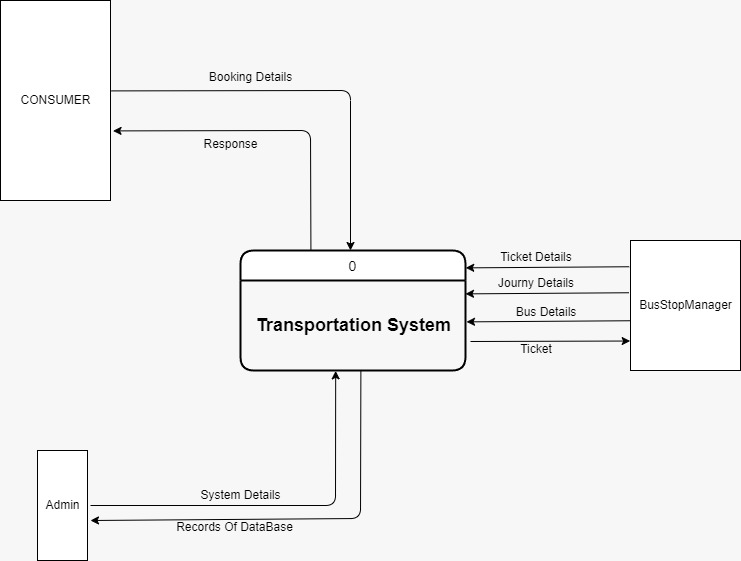 Booking Details
CONSUMER
Response
0
Ticket Details
Journy Details
BusStopManager
Bus Details
Transportation System
Ticket
System Details
Admin
Records Of DataBase